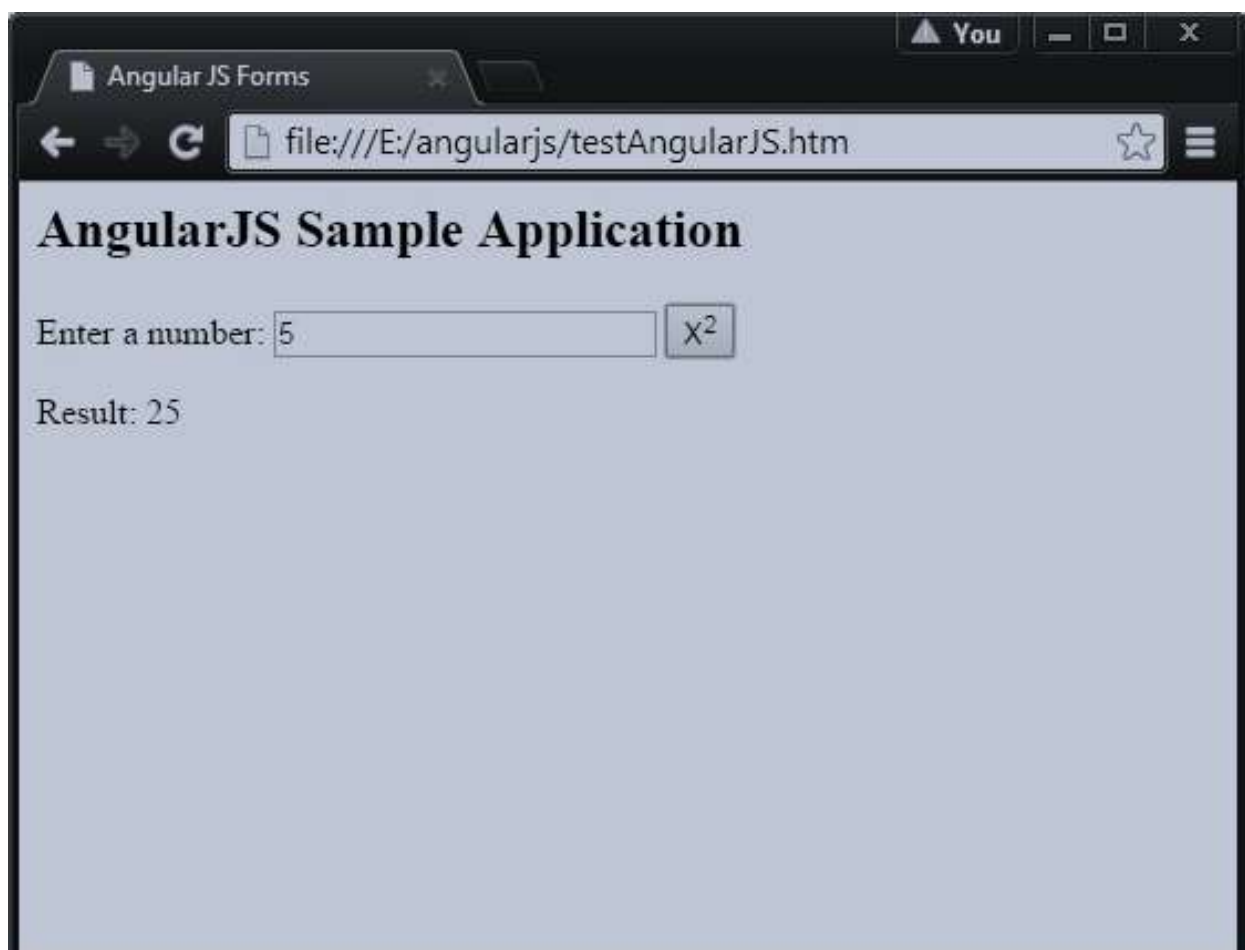 You
Angular JS Forms
file:///E:/angularjs/testAngularJS.htm
AngularJS Sample Application
Enter a number: 5 X²
Result: 25